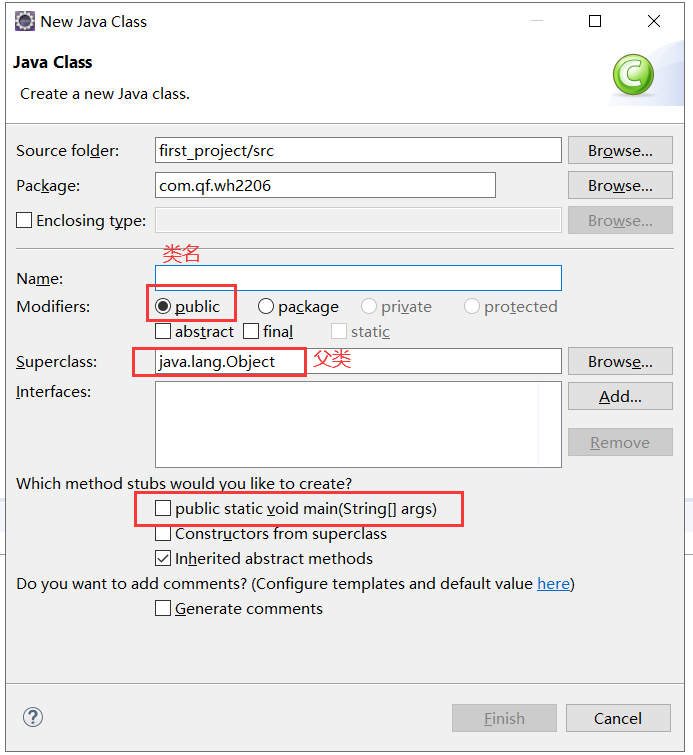 New Java Class
Java Class
Create a new Java class.
Source folder: first_project/src Browse...
Package: com.qf.wh2206 Browse...
Enclosing type: Browse...
类名
Name:
Modifiers: public package private protected
abstract final static
Superclass: java.lang.Object 父类 Browse...
Interfaces: Add...
Remove
Which method stubs would you like to create?
public static void main(String[] args)
Constructors from superclass
Inherited abstract methods
Do you want to add comments? (Configure templates and default value here)
Generate comments
? Finish Cancel